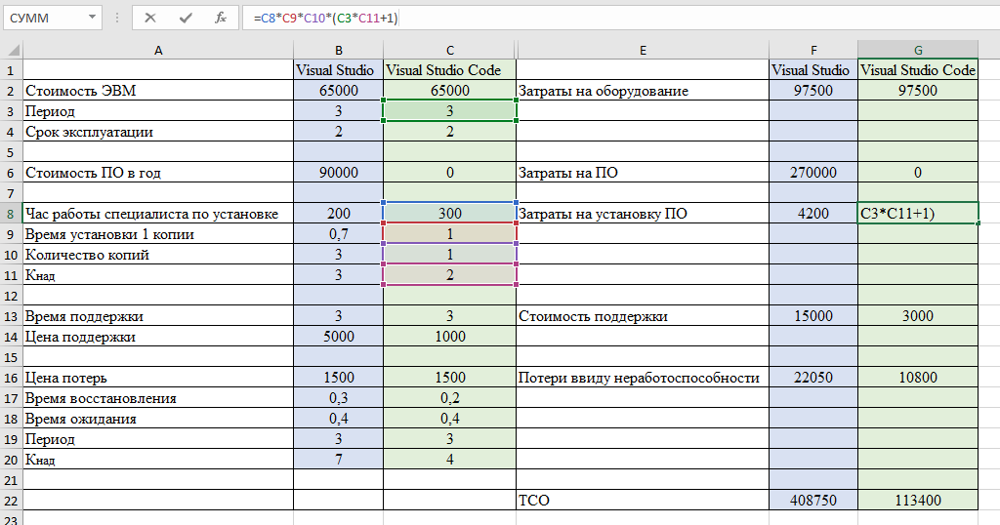 СУММ fx =C8*C9*C10*(C3*C11+1)
A B C E F G
1 Visual Studio Visual Studio Code Visual Studio Visual Studio Code
2 Стоимость ЭВМ 65000 65000 Затраты на оборудование 97500 97500
3 Период 3 3
4 Срок эксплуатации 2 2
5
6 Стоимость ПО в год 90000 0 Затраты на ПО 270000 0
7
8 Час работы специалиста по установке 200 300 Затраты на установку ПО 4200 C3*C11+1)
9 Время установки 1 копии 0,7 1
10 Количество копий 3 1
11 Кнад 3 2
12
13 Время поддержки 3 3 Стоимость поддержки 15000 3000
14 Цена поддержки 5000 1000
15
16 Цена потерь 1500 1500 Потери ввиду неработоспособности 22050 10800
17 Время восстановления 0,3 0,2
18 Время ожидания 0,4 0,4
19 Период 3 3
20 Кнад 7 4
21
22 ТСО 408750 113400
23